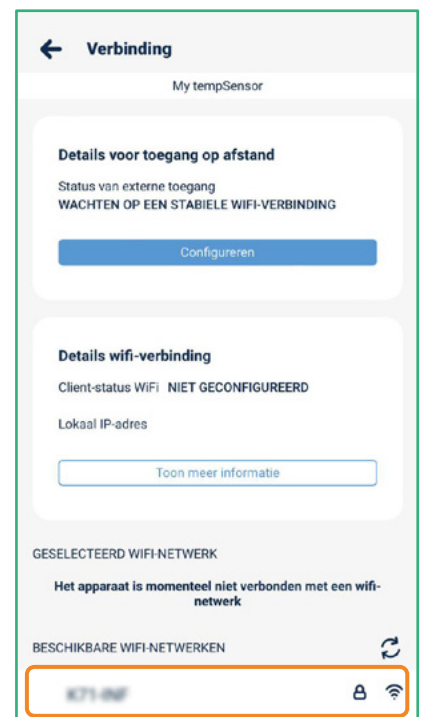 Verbinding
My tempSensor
Details voor toegang op afstand
Status van externe toegang
WACHTEN OP EEN STABIELE WIFI-VERBINDING
Configureren
Details wifi-verbinding
Client-status WiFi NIET GECONFIGUREERD
Lokaal IP-adres
Toon meer informatie
GESELECTEERD WIFI-NETWERK
Het apparaat is momenteel niet verbonden met een wifi-
netwerk
BESCHIKBARE WIFI-NETWERKEN